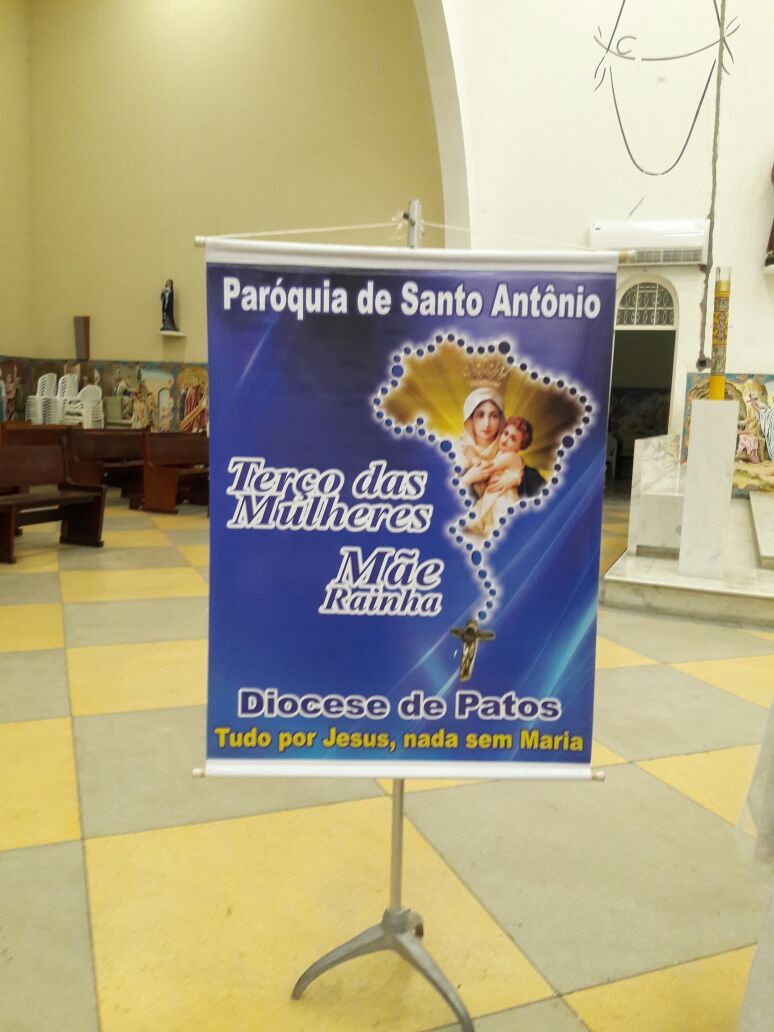 Paróquia de Santo Antônio
Terço das
Mulheres
Mãe
Rainha
Diocese de Patos
Tudo por Jesus, nada sem Maria